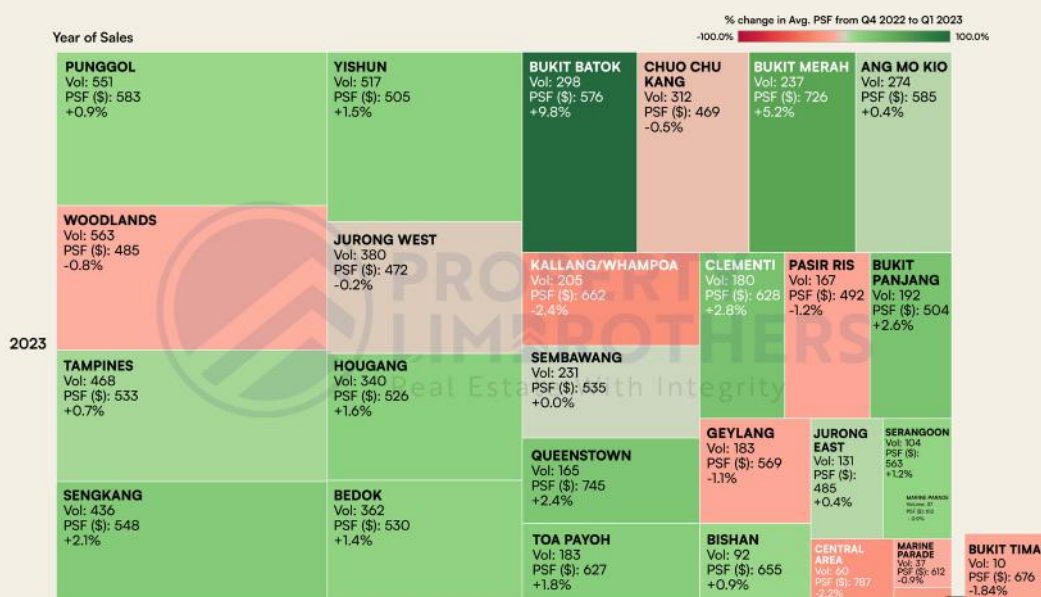 % change in Avg. PSF from Q4 2022 to Q1 2023
-100.0%
100.0%
Year of Sales
2023
PUNGGOL
Vol: 551
PSF ($): 583
+0.9%
YISHUN
Vol: 517
PSF ($): 505
+1.5%
BUKIT BATOK
Vol: 298
PSF ($): 576
+9.8%
CHUO CHU
KANG
Vol: 312
PSF ($): 469
-0.5%
BUKIT MERAH
Vol: 237
PSF ($): 726
+5.2%
ANG MO KIO
Vol: 274
PSF ($): 585
+0.4%
WOODLANDS
Vol: 563
PSF ($): 485
-0.8%
JURONG WEST
Vol: 380
PSF ($): 472
-0.2%
KALLANG/WHAMPOA
Vol: 205
PSF ($): 662
-2.4%
CLEMENTI
Vol: 180
PSF ($): 628
+2.8%
PASIR RIS
Vol: 167
PSF ($): 492
-1.2%
BUKIT
PANJANG
Vol: 192
PSF ($): 504
+2.6%
PROPERTY
LIMBROTHERS
Real Estate With Integrity
TAMPINES
Vol: 468
PSF ($): 533
+0.7%
HOUGANG
Vol: 340
PSF ($): 526
+1.6%
SEMBAWANG
Vol: 231
PSF ($): 535
+0.0%
QUEENSTOWN
Vol: 165
PSF ($): 745
+2.4%
GEYLANG
Vol: 183
PSF ($): 569
-1.1%
JURONG
EAST
Vol: 131
PSF ($):
485
+0.4%
SERANGOON
Vol: 104
PSF ($):
563
+1.2%
MARINE PARADE
Volume: 37
PSF ($): 612
-0.9%
SENGKANG
Vol: 436
PSF ($): 548
+2.1%
BEDOK
Vol: 362
PSF ($): 530
+1.4%
TOA PAYOH
Vol: 183
PSF ($): 627
+1.8%
BISHAN
Vol: 92
PSF ($): 655
+0.9%
CENTRAL
AREA
Vol: 60
PSF ($): 787
-2.2%
MARINE
PARADE
Vol: 37
PSF ($): 612
-0.9%
BUKIT TIMA
Vol: 10
PSF ($): 676
-1.84%